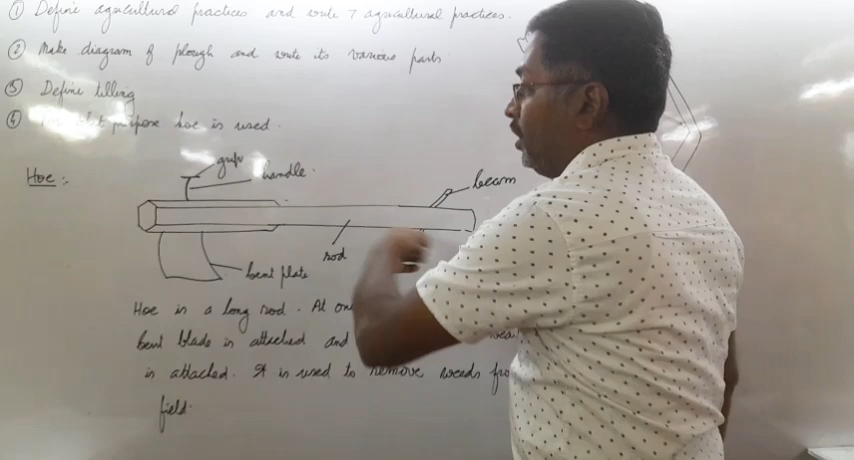 ① Define agricultural practices and write 7 agricultural practices.
② Make diagram of plough and write its various parts
③ Define tilling
④ purpose hoe is used.
Hoe :-
grip
handle.
beam
rod
bent plate
Hoe is a long rod. At on
bent blade is attached and
is attached. It is used to remove weeds fro
field.